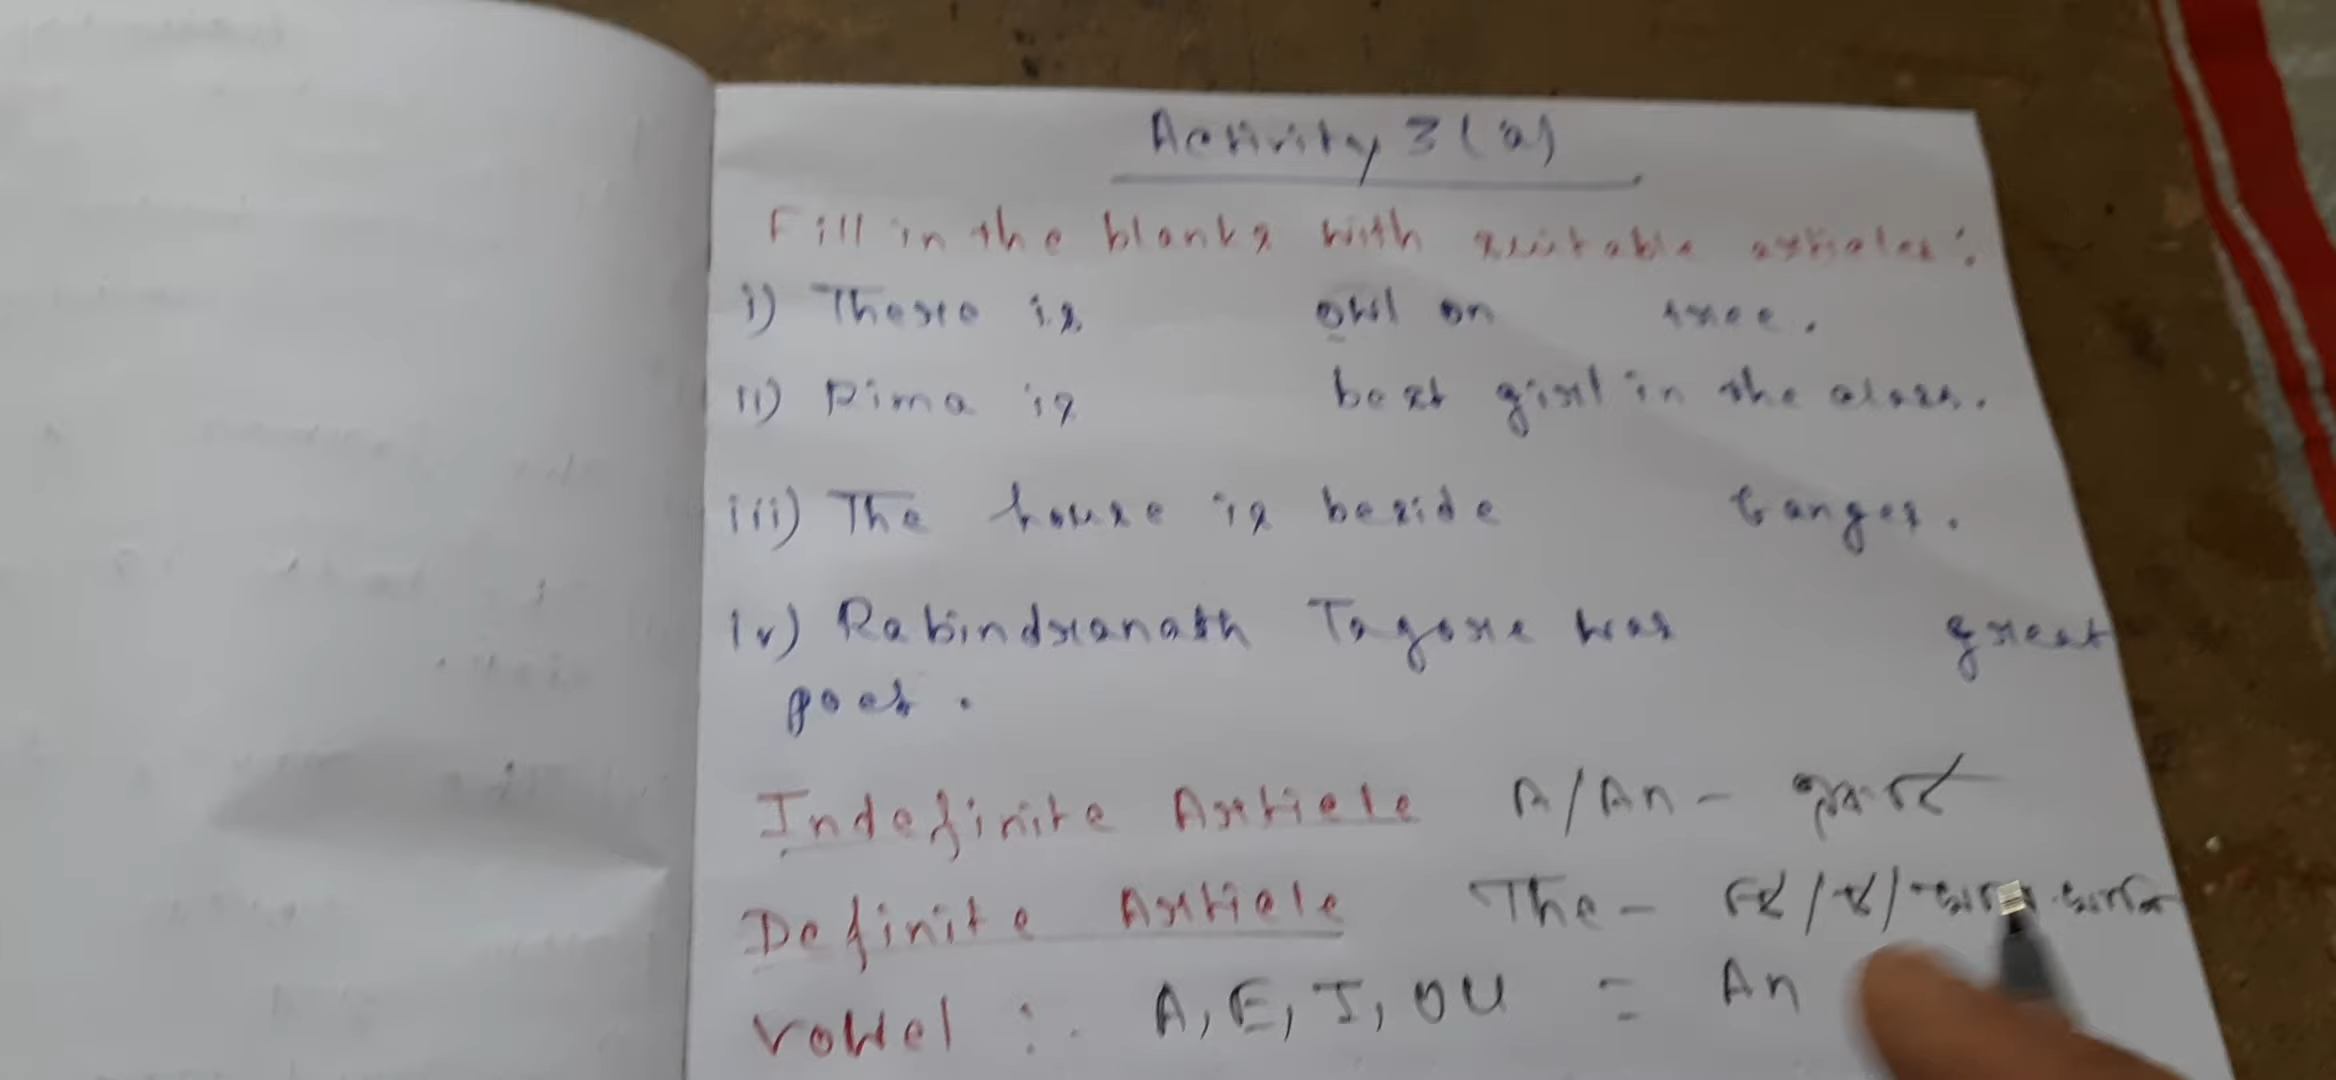 Activity 3 (a)
Fill in the blanks with suitable articles:
i) There is owl on tree.
ii) Rima is best girl in the class.
iii) The house is beside Ganges.
iv) Rabindranath Tagore was great
poet.
Indefinite Article A/An -
Definite Article The -
Vowel : A, E, I, O U = An